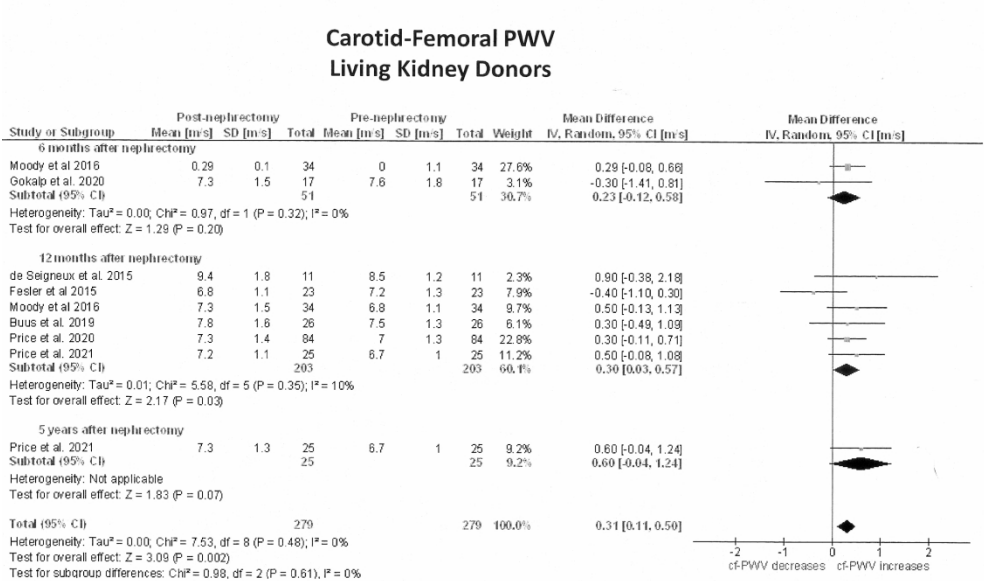 Carotid-Femoral PWV
Living Kidney Donors
Post-nephrectomy Pre-nephrectomy Mean Difference Mean Difference
Study or Subgroup Mean [m/s] SD [m/s] Total Mean [m/s] SD [m/s] Total Weight IV, Random, 95% CI [m/s] IV, Random, 95% CI [m/s]
6 months after nephrectomy
Moody et al 2016 0.29 0.1 34 0 1.1 34 27.6% 0.29 [-0.08, 0.66]
Gokalp et al. 2020 7.3 1.5 17 7.6 1.8 17 3.1% -0.30 [-1.41, 0.81]
Subtotal (95% CI) 51 51 30.7% 0.23 [-0.12, 0.58]
Heterogeneity: Tau² = 0.00; Chi² = 0.97, df = 1 (P = 0.32); I² = 0%
Test for overall effect: Z = 1.29 (P = 0.20)
12 months after nephrectomy
de Seigneux et al. 2015 9.4 1.8 11 8.5 1.2 11 2.3% 0.90 [-0.38, 2.18]
Fesler et al 2015 6.8 1.1 23 7.2 1.3 23 7.9% -0.40 [-1.10, 0.30]
Moody et al 2016 7.3 1.5 34 6.8 1.1 34 9.7% 0.50 [-0.13, 1.13]
Buus et al. 2019 7.8 1.6 26 7.5 1.3 26 6.1% 0.30 [-0.49, 1.09]
Price et al. 2020 7.3 1.4 84 7 1.3 84 22.8% 0.30 [-0.11, 0.71]
Price et al. 2021 7.2 1.1 25 6.7 1 25 11.2% 0.50 [-0.08, 1.08]
Subtotal (95% CI) 203 203 60.1% 0.30 [0.03, 0.57]
Heterogeneity: Tau² = 0.01; Chi² = 5.58, df = 5 (P = 0.35); I² = 10%
Test for overall effect: Z = 2.17 (P = 0.03)
5 years after nephrectomy
Price et al. 2021 7.3 1.3 25 6.7 1 25 9.2% 0.60 [-0.04, 1.24]
Subtotal (95% CI) 25 25 9.2% 0.60 [-0.04, 1.24]
Heterogeneity: Not applicable
Test for overall effect: Z = 1.83 (P = 0.07)
Total (95% CI) 279 279 100.0% 0.31 [0.11, 0.50]
Heterogeneity: Tau² = 0.00; Chi² = 7.53, df = 8 (P = 0.48); I² = 0%
Test for overall effect: Z = 3.09 (P = 0.002)
Test for subgroup differences: Chi² = 0.98, df = 2 (P = 0.61), I² = 0%
-2 -1 0 1 2
cf-PWV decreases cf-PWV increases